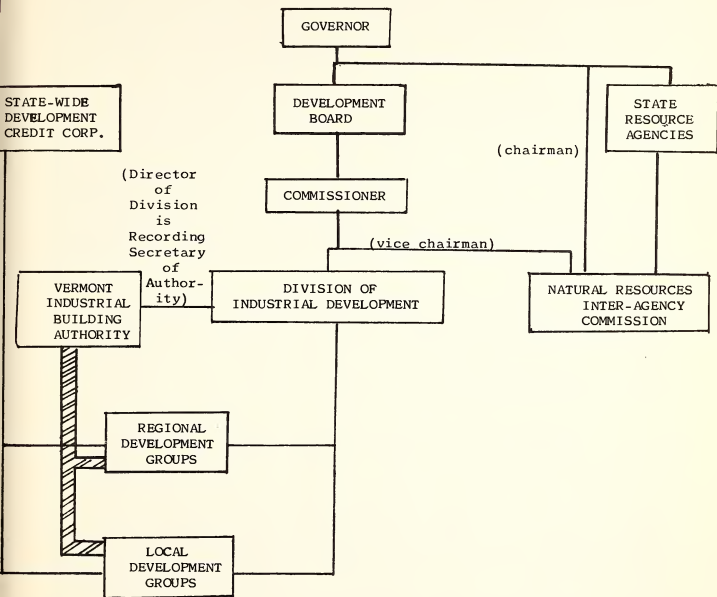 GOVERNOR
STATE-WIDE
DEVELOPMENT
CREDIT CORP.
DEVELOPMENT
BOARD
STATE
RESOURCE
AGENCIES
(chairman)
(Director
of
Division
is
Recording
Secretary
of
Author-
ity)
COMMISSIONER
(vice chairman)
VERMONT
INDUSTRIAL
BUILDING
AUTHORITY
DIVISION OF
INDUSTRIAL DEVELOPMENT
NATURAL RESOURCES
INTER-AGENCY
COMMISSION
REGIONAL
DEVELOPMENT
GROUPS
LOCAL
DEVELOPMENT
GROUPS